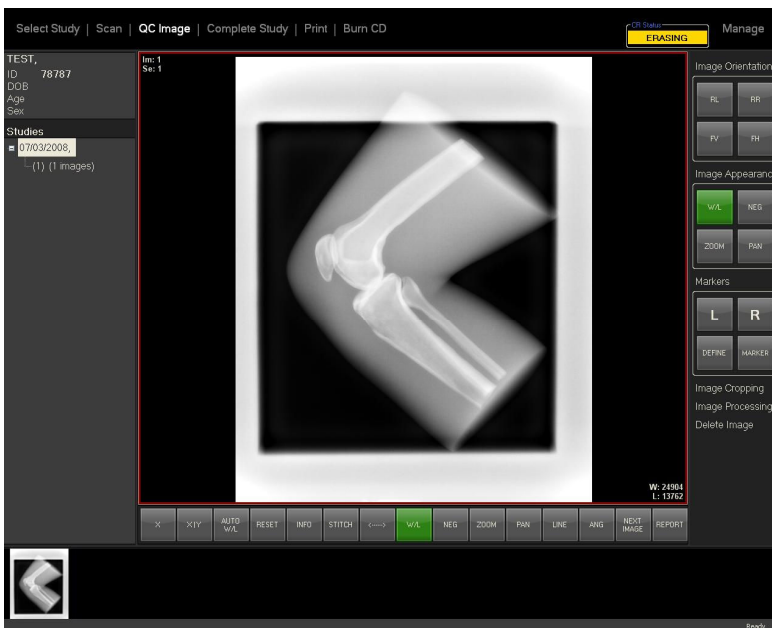 Select Study | Scan | QC Image | Complete Study | Print | Burn CD
CR Status
ERASING
Manage
TEST,
ID 78787
DOB
Age
Sex
Studies
07/03/2008,
(1) (1 images)
Im: 1
Se: 1
W: 24904
L: 13762
Image Orientation
RL RR
FV FH
Image Appearanc
W/L NEG
ZOOM PAN
Markers
L R
DEFINE MARKER
Image Cropping
Image Processing
Delete Image
X X|Y AUTO W/L RESET INFO STITCH <----> W/L NEG ZOOM PAN LINE ANG NEXT IMAGE REPORT
Ready